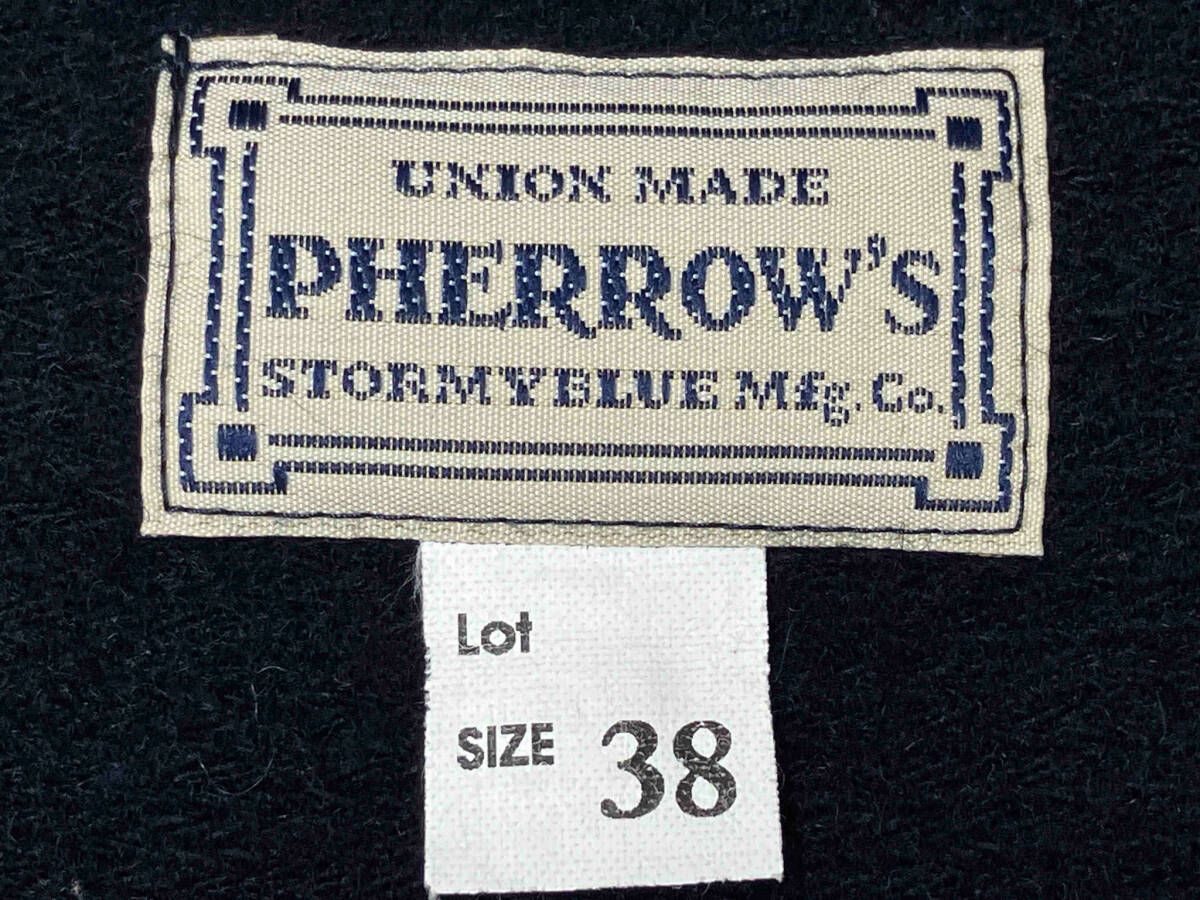 UNION MADE
PHERROW'S
STORMYBLUE Mfg. Co.
Lot
SIZE 38